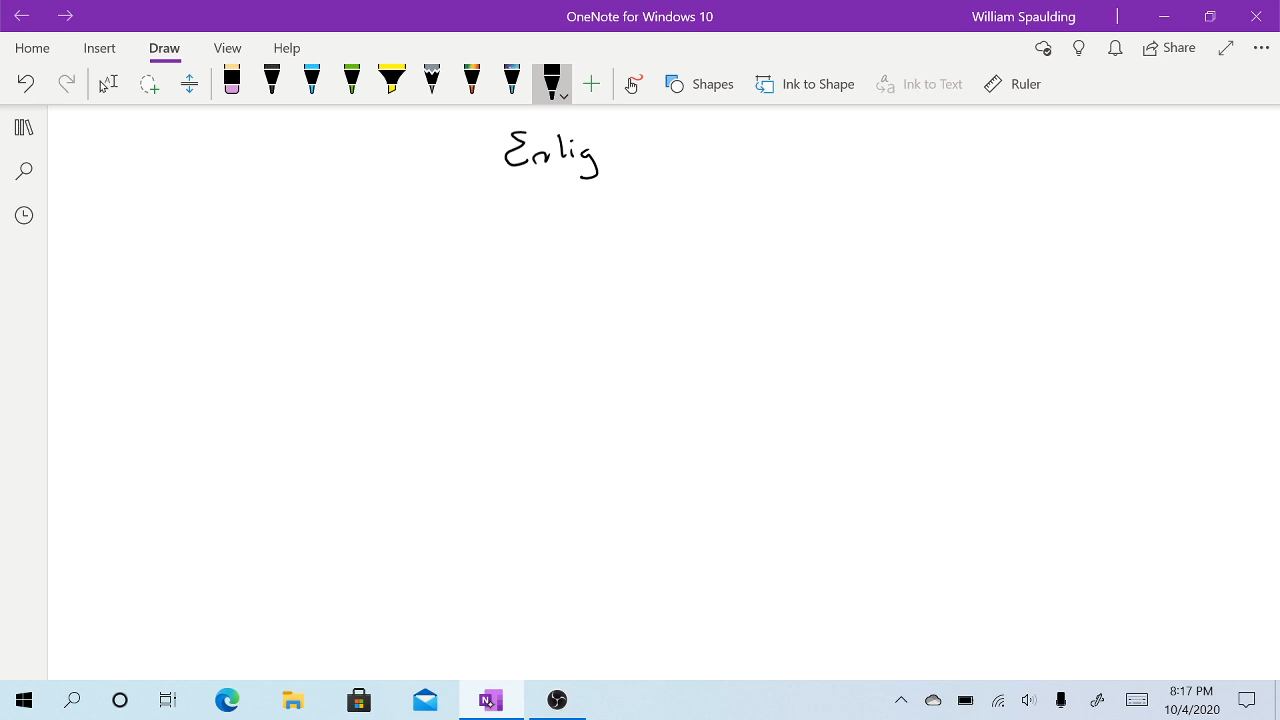 OneNote for Windows 10
William Spaulding
Home
Insert
Draw
View
Help
Share
Shapes
Ink to Shape
Ink to Text
Ruler
Enlig
8:17 PM
10/4/2020